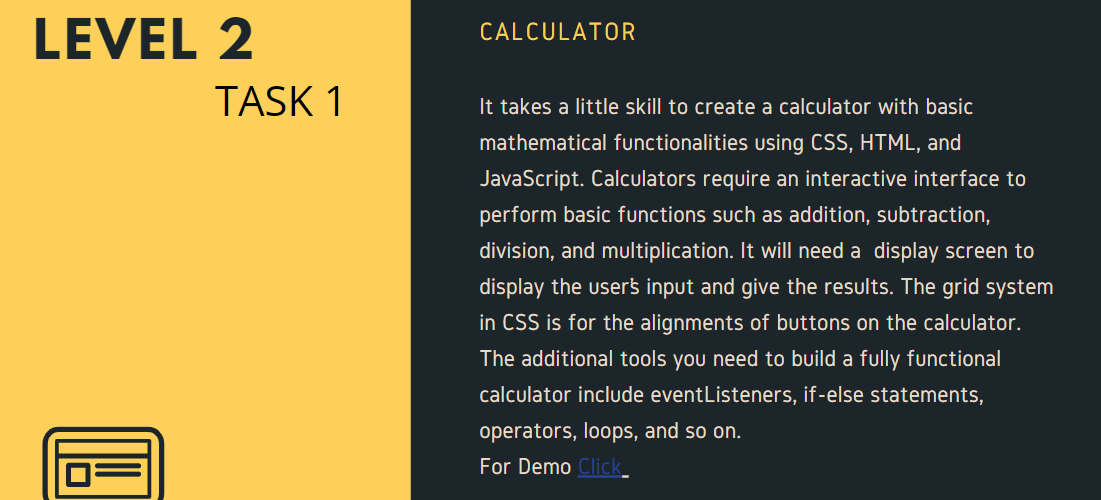 LEVEL 2
TASK 1
CALCULATOR
It takes a little skill to create a calculator with basic
mathematical functionalities using CSS, HTML, and
JavaScript. Calculators require an interactive interface to
perform basic functions such as addition, subtraction,
division, and multiplication. It will need a  display screen to
display the user's input and give the results. The grid system
in CSS is for the alignments of buttons on the calculator.
The additional tools you need to build a fully functional
calculator include eventListeners, if-else statements,
operators, loops, and so on.
For Demo Click